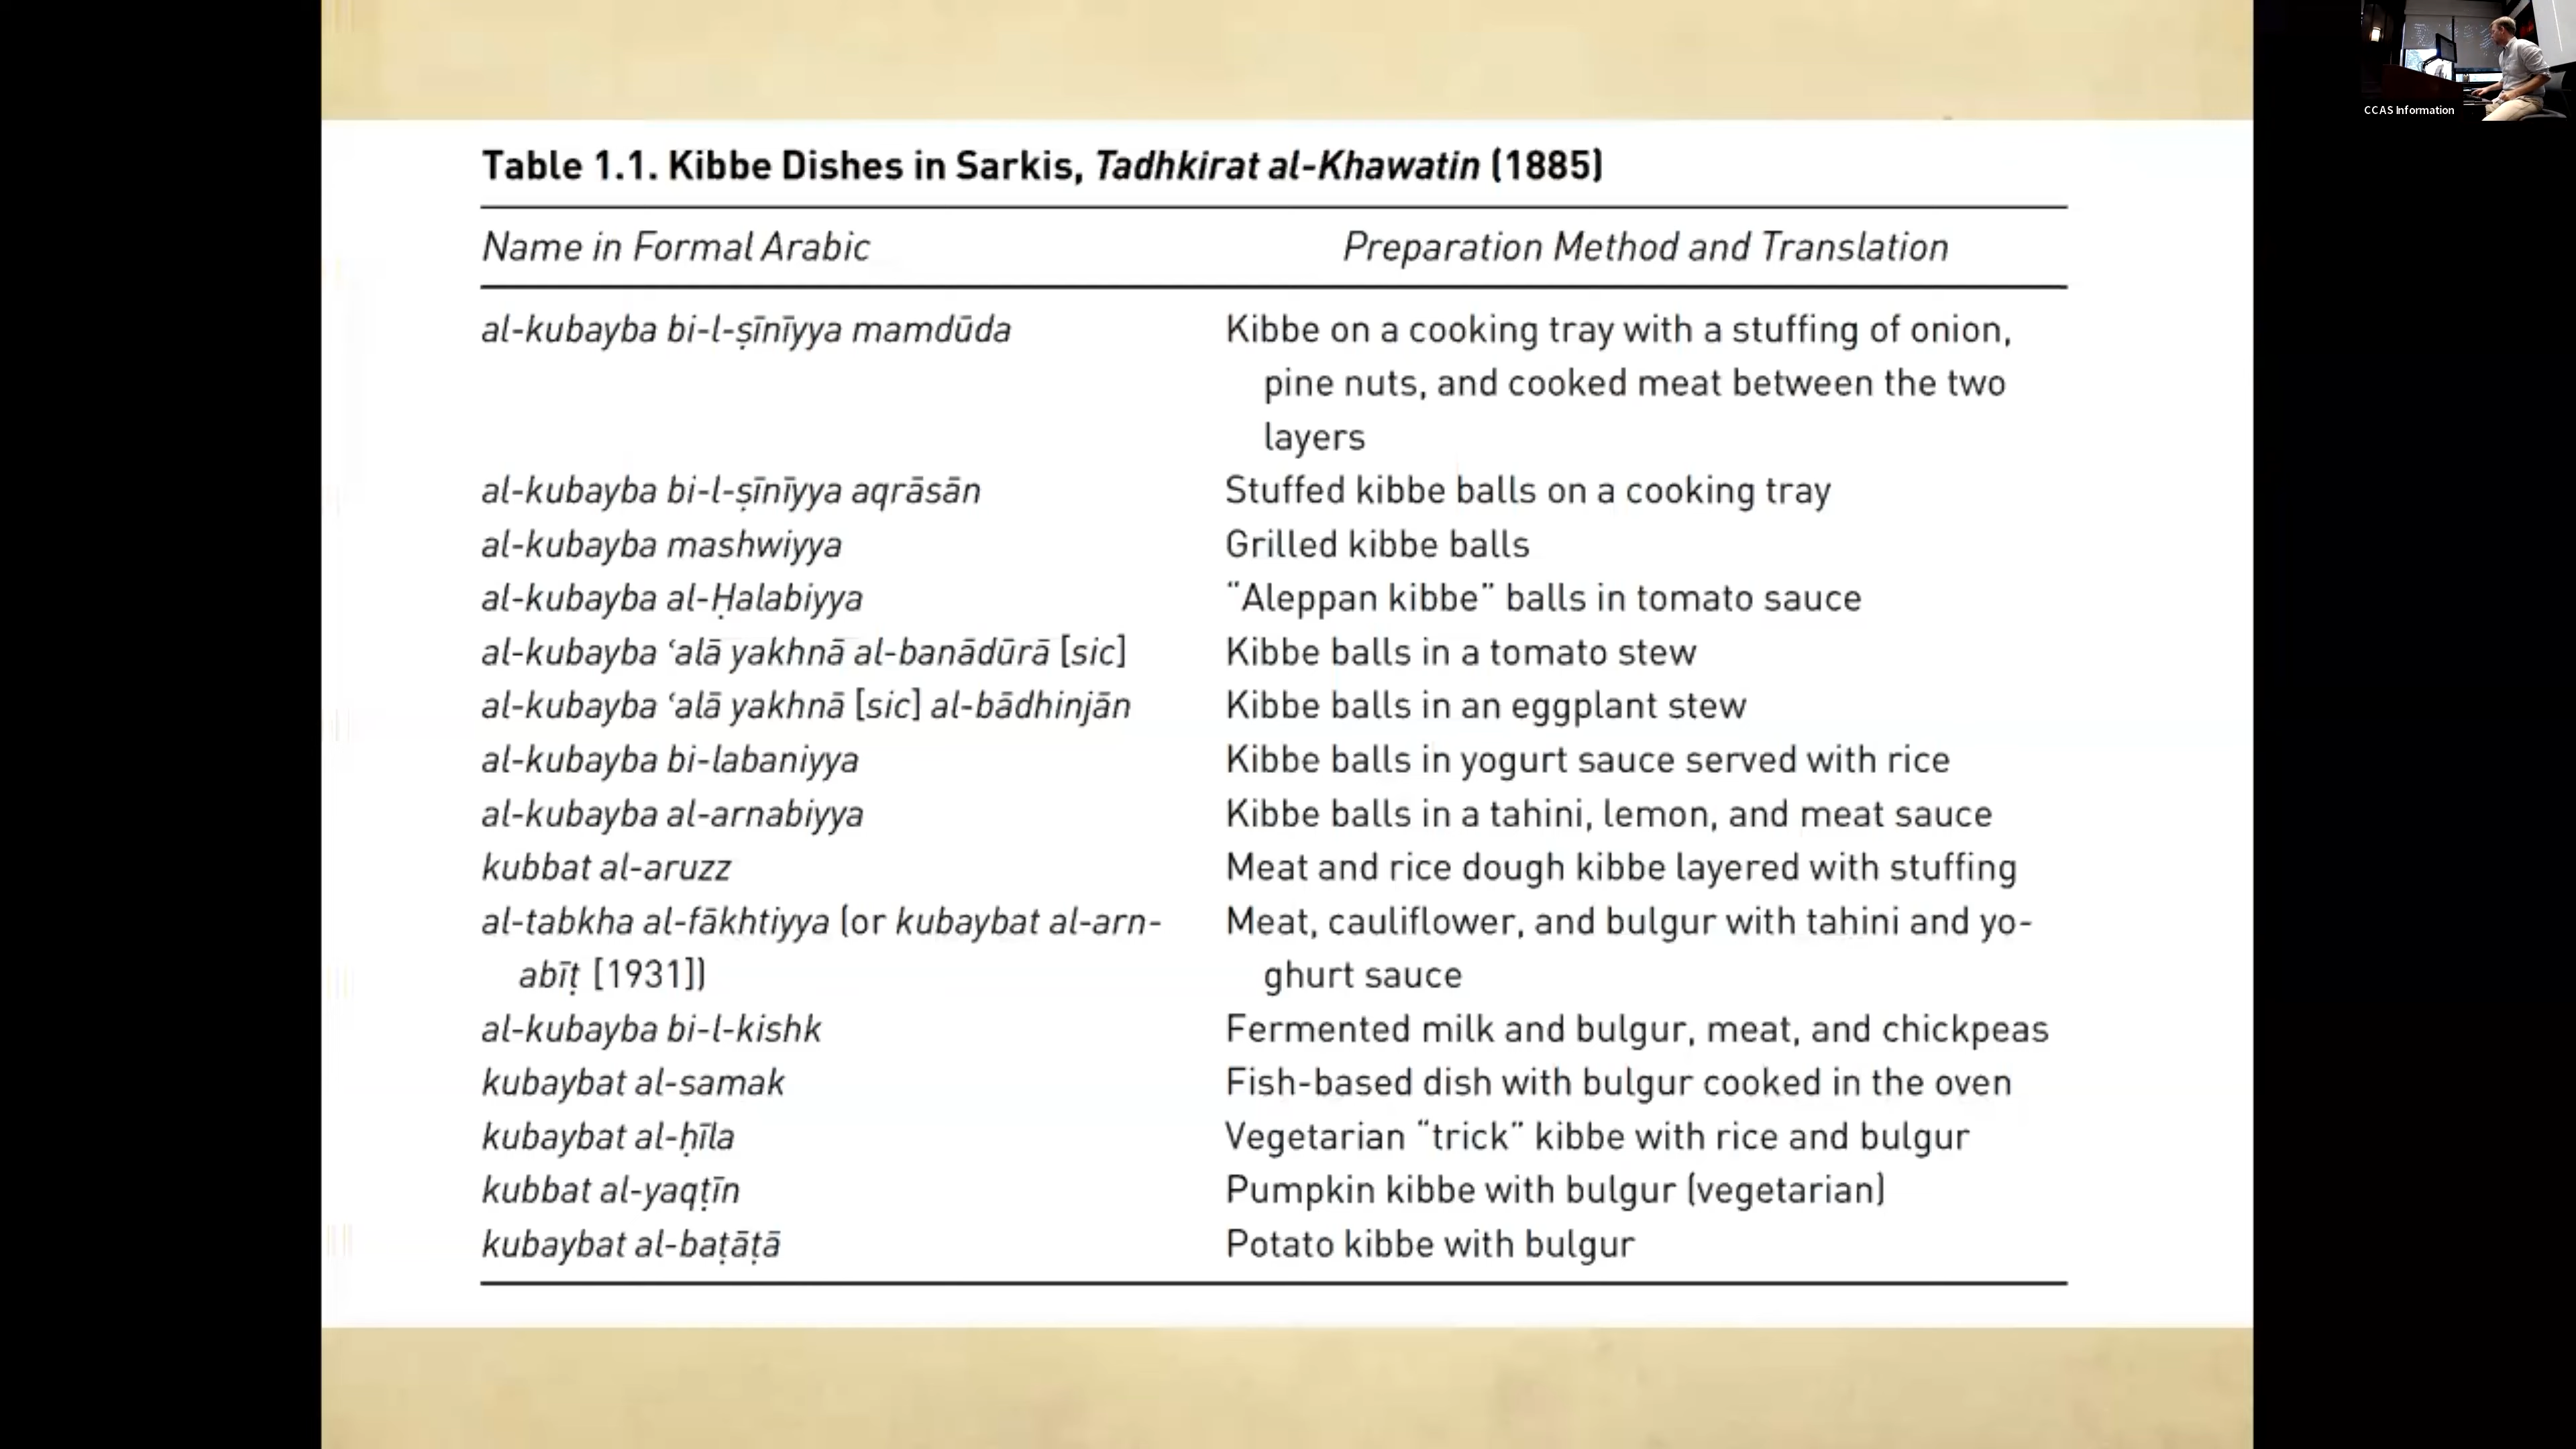 Table 1.1. Kibbe Dishes in Sarkis, Tadhkirat al-Khawatin (1885)
Name in Formal Arabic Preparation Method and Translation
al-kubayba bi-l-ṣīnīyya mamdūda Kibbe on a cooking tray with a stuffing of onion,
pine nuts, and cooked meat between the two
layers
al-kubayba bi-l-ṣīnīyya aqrāsān Stuffed kibbe balls on a cooking tray
al-kubayba mashwiyya Grilled kibbe balls
al-kubayba al-Ḥalabiyya “Aleppan kibbe” balls in tomato sauce
al-kubayba ʿalā yakhnā al-banādūrā [sic] Kibbe balls in a tomato stew
al-kubayba ʿalā yakhnā [sic] al-bādhinjān Kibbe balls in an eggplant stew
al-kubayba bi-labaniyya Kibbe balls in yogurt sauce served with rice
al-kubayba al-arnabiyya Kibbe balls in a tahini, lemon, and meat sauce
kubbat al-aruzz Meat and rice dough kibbe layered with stuffing
al-tabkha al-fākhtiyya (or kubaybat al-arn- Meat, cauliflower, and bulgur with tahini and yo-
abīṭ [1931]) ghurt sauce
al-kubayba bi-l-kishk Fermented milk and bulgur, meat, and chickpeas
kubaybat al-samak Fish-based dish with bulgur cooked in the oven
kubaybat al-ḥīla Vegetarian “trick” kibbe with rice and bulgur
kubbat al-yaqṭīn Pumpkin kibbe with bulgur (vegetarian)
kubaybat al-baṭāṭā Potato kibbe with bulgur
CCAS Information